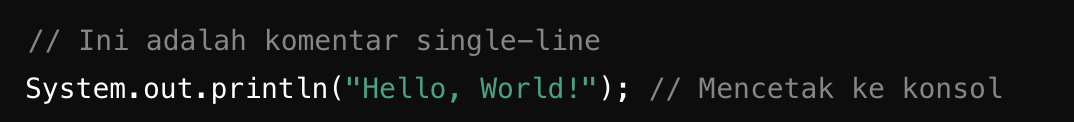 // Ini adalah komentar single-line
System.out.println("Hello, World!"); // Mencetak ke konsol